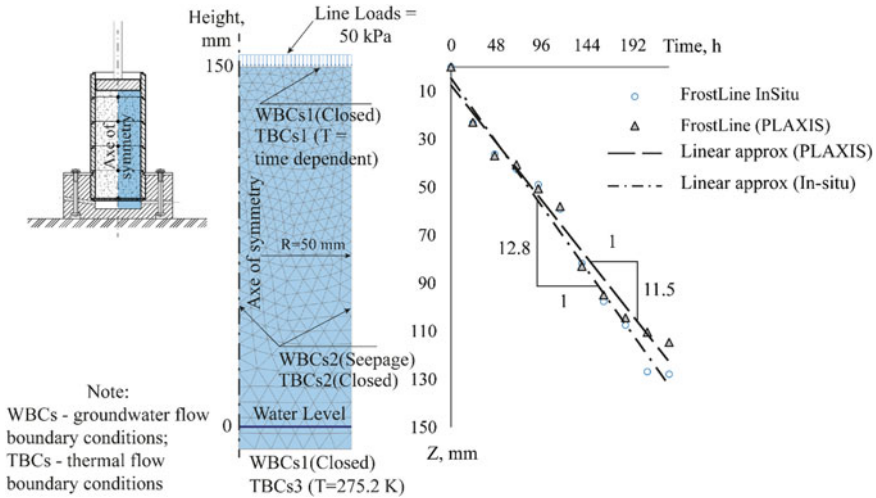 Height,
mm
Line Loads =
50 kPa
150
WBCs1(Closed)
TBCs1 (T =
time dependent)
Axe of
symmetry
Axe of symmetry
R=50 mm
WBCs2(Seepage)
TBCs2(Closed)
Water Level
0
WBCs1(Closed)
TBCs3 (T=275.2 K)
Note:
WBCs - groundwater flow
boundary conditions;
TBCs - thermal flow
boundary conditions
0 48 96 144 192 Time, h
10
30
50
70
90
110
130
150
Z, mm
12.8
1
1
11.5
FrostLine InSitu
FrostLine (PLAXIS)
Linear approx (PLAXIS)
Linear approx (In-situ)